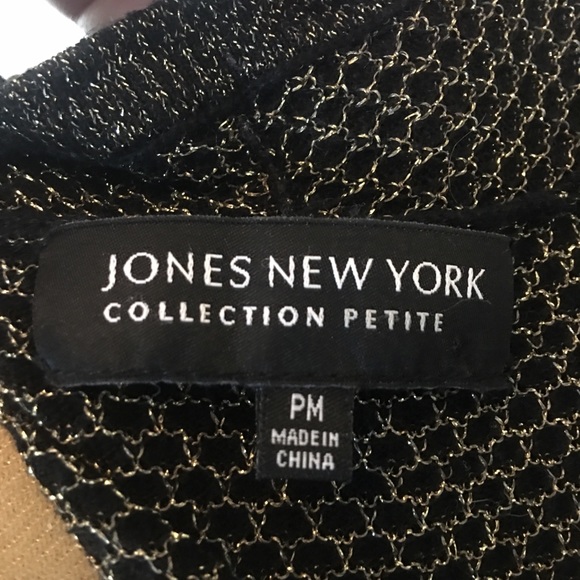 JONES NEW YORK
COLLECTION PETITE
PM
MADE IN
CHINA